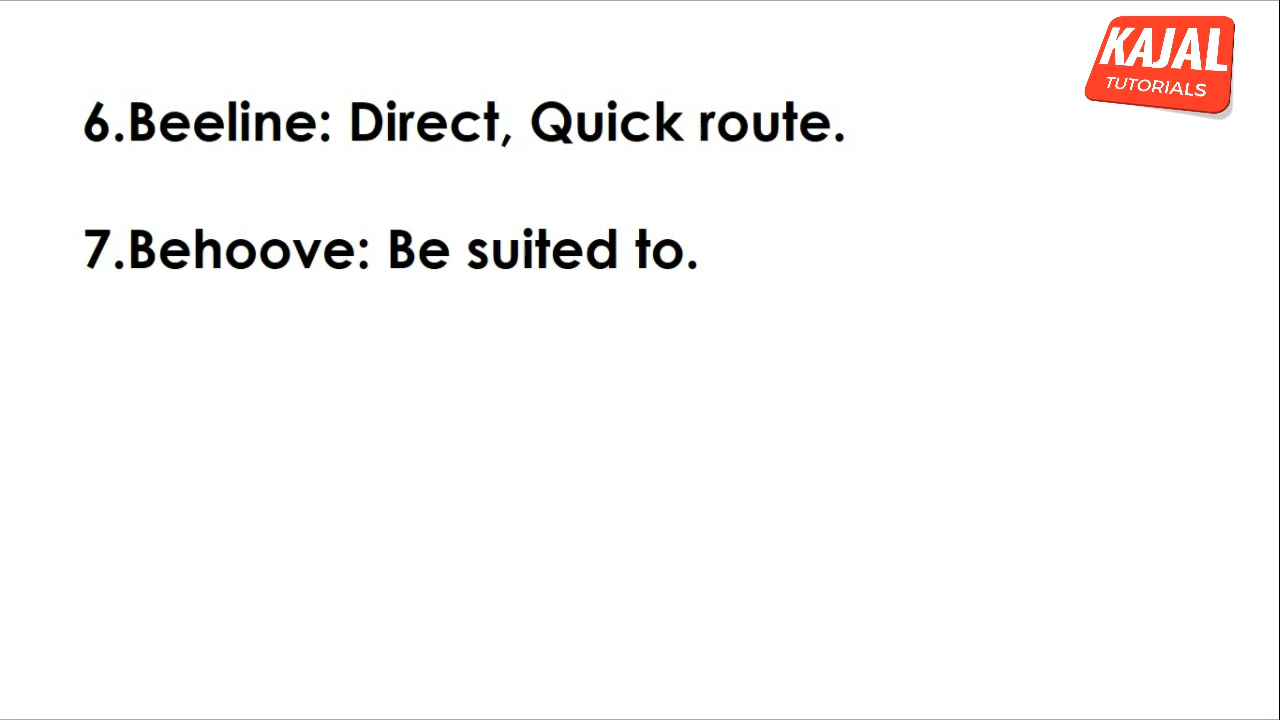 KAJAL
TUTORIALS
6.Beeline: Direct, Quick route.
7.Behoove: Be suited to.